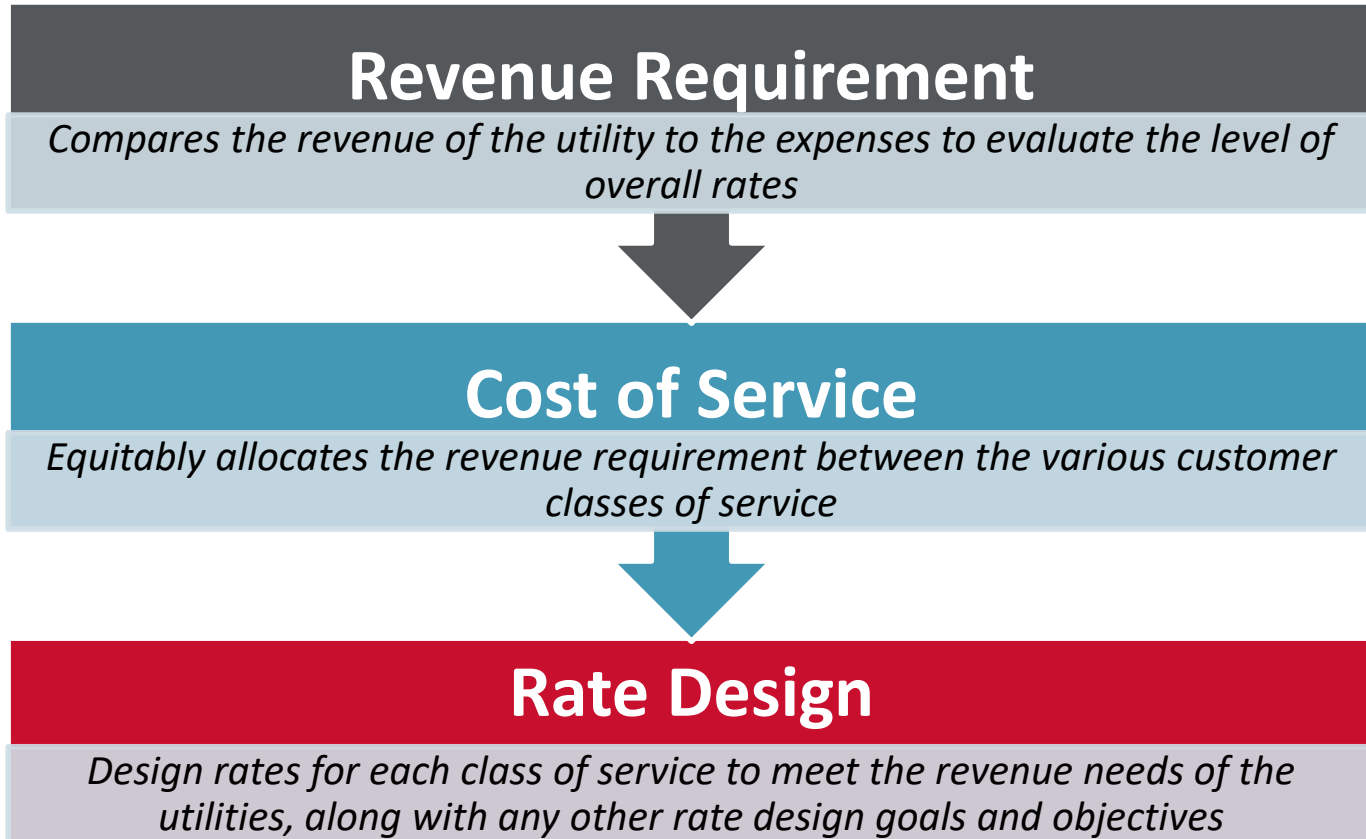 Revenue Requirement
Compares the revenue of the utility to the expenses to evaluate the level of
overall rates
Cost of Service
Equitably allocates the revenue requirement between the various customer
classes of service
Rate Design
Design rates for each class of service to meet the revenue needs of the
utilities, along with any other rate design goals and objectives